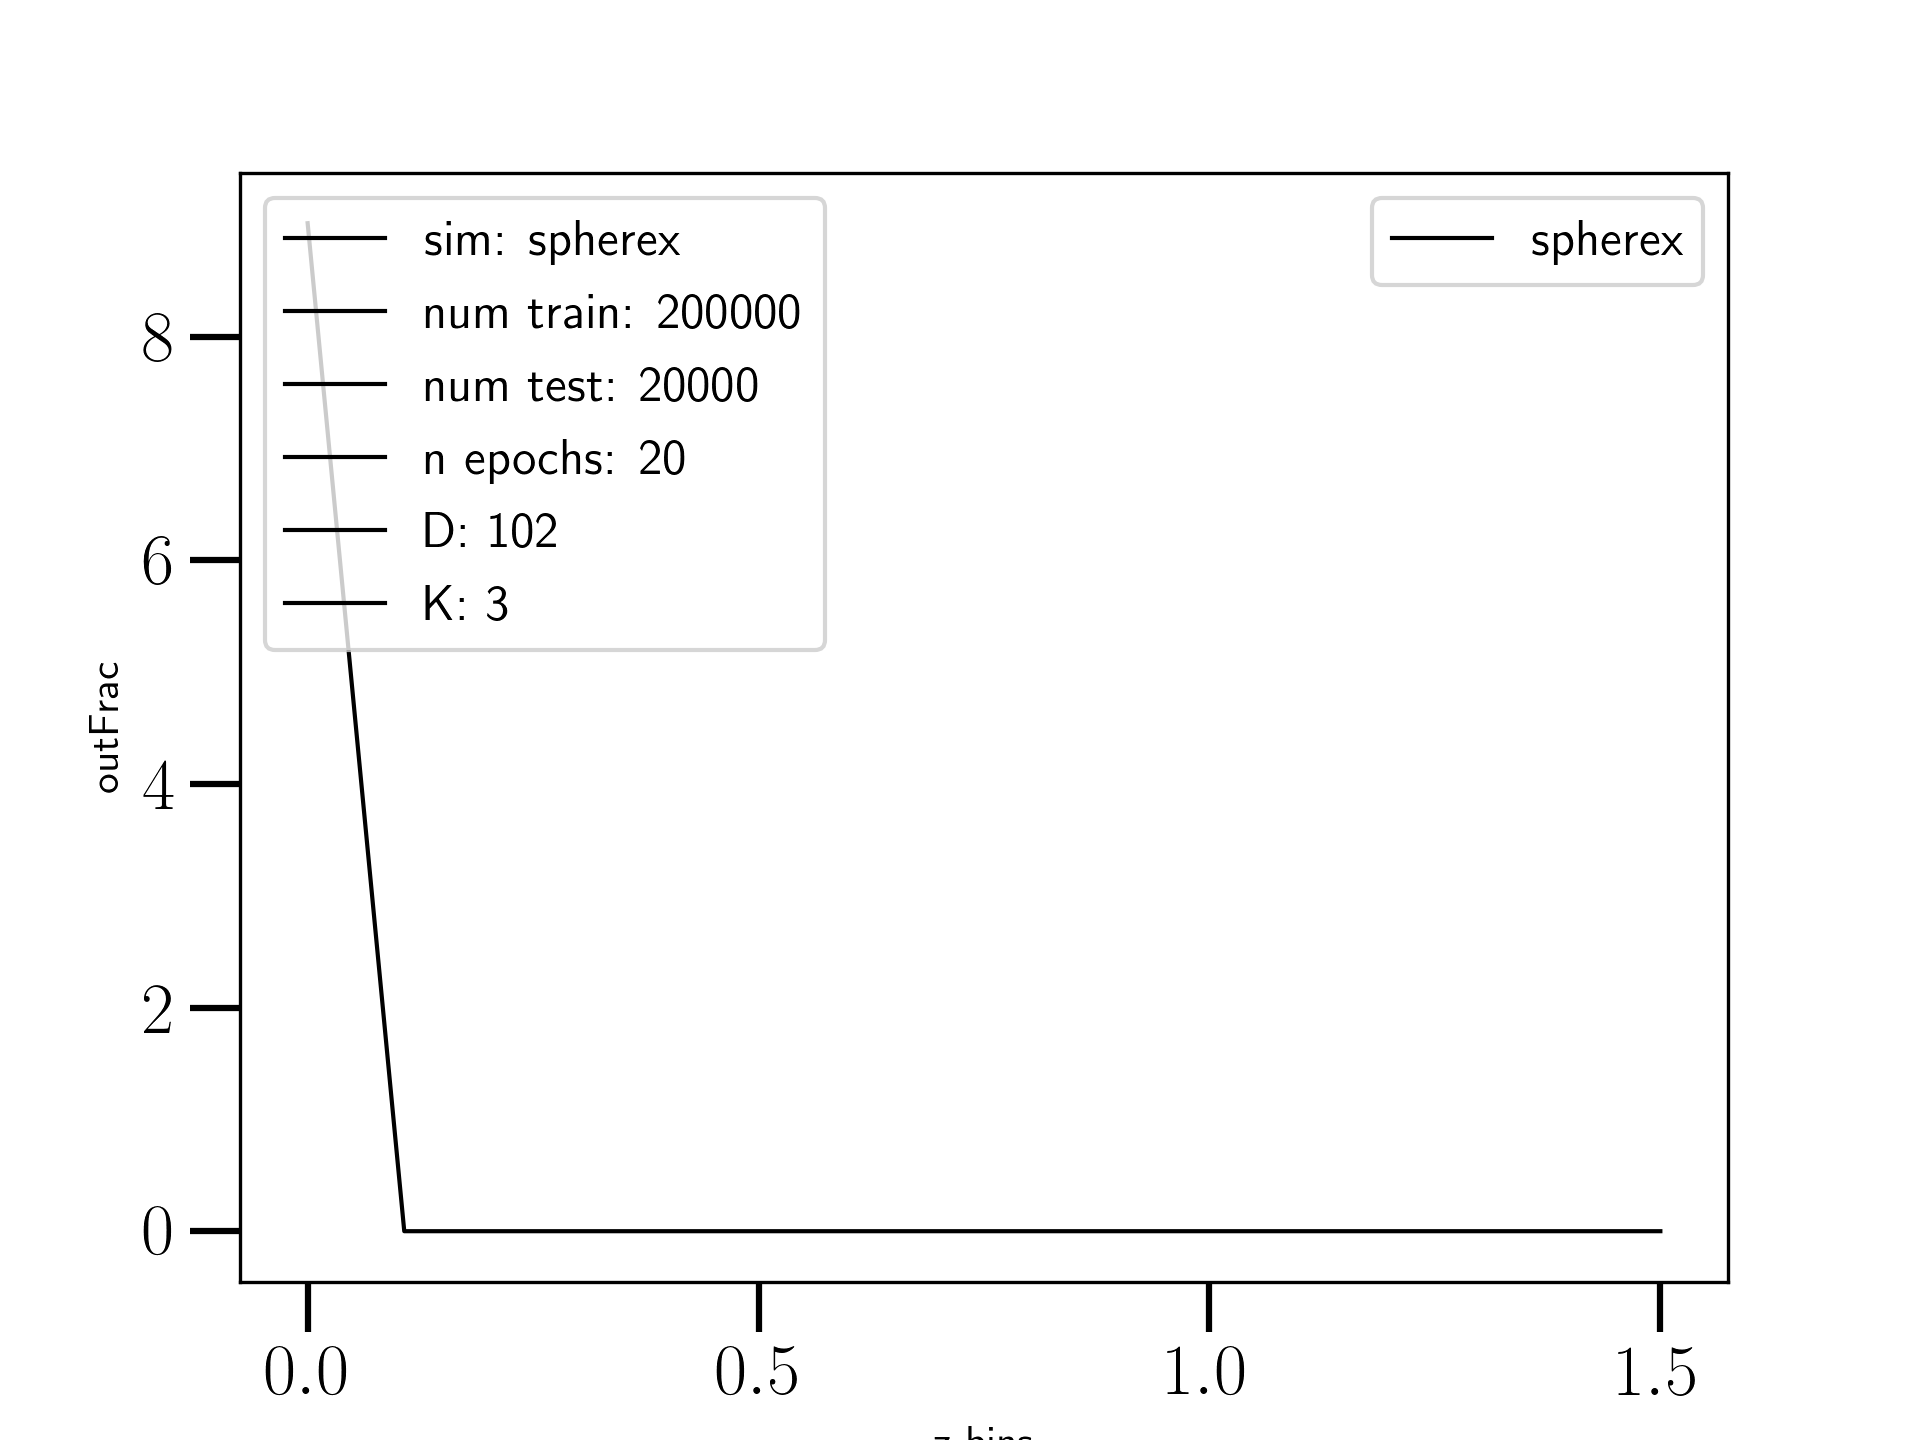 sim: spherex
num train: 200000
num test: 20000
n epochs: 20
D: 102
K: 3
spherex
8
6
4
2
0
outFrac
0.0 0.5 1.0 1.5
z bins